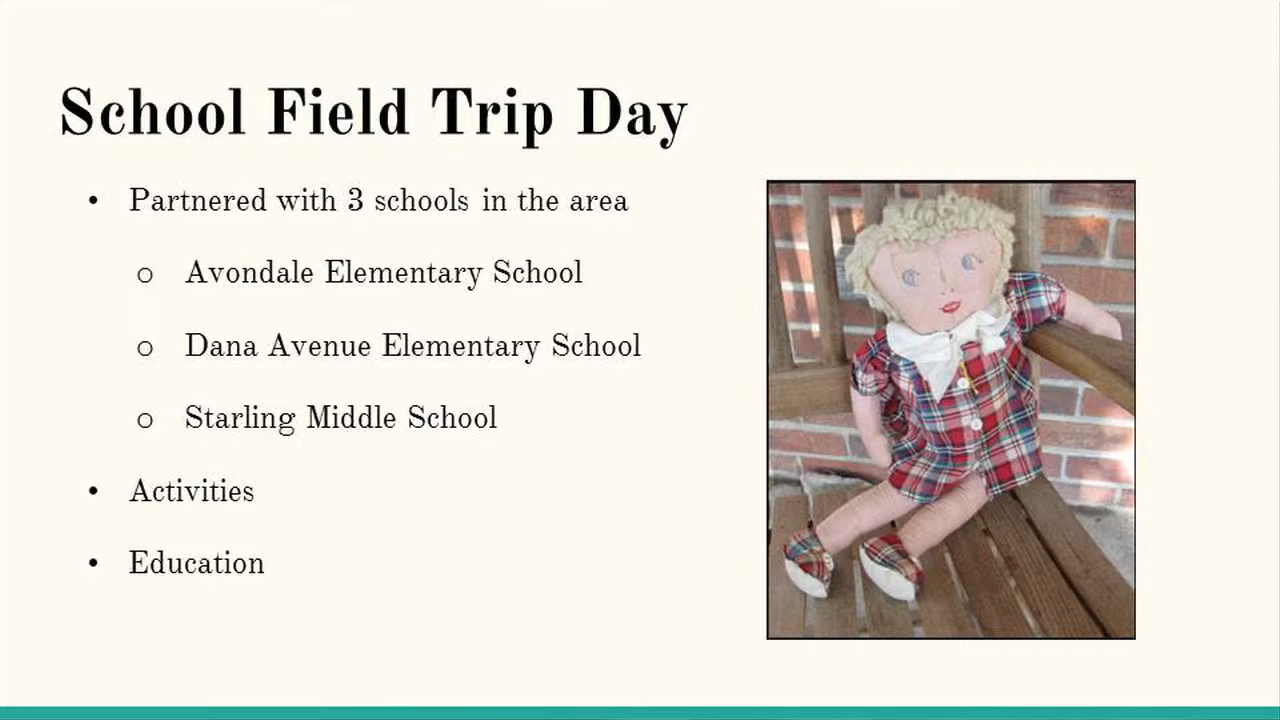 School Field Trip Day
• Partnered with 3 schools in the area
o Avondale Elementary School
o Dana Avenue Elementary School
o Starling Middle School
• Activities
• Education